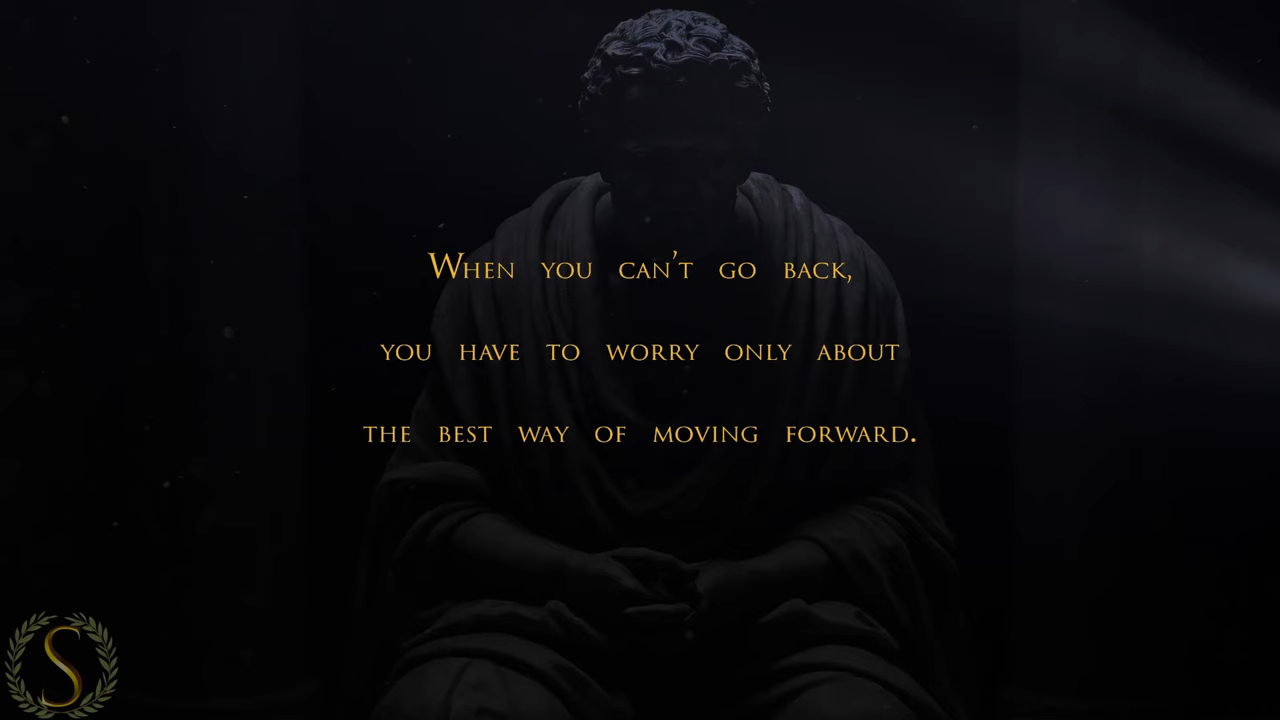 When you can't go back,
you have to worry only about
the best way of moving forward.
S